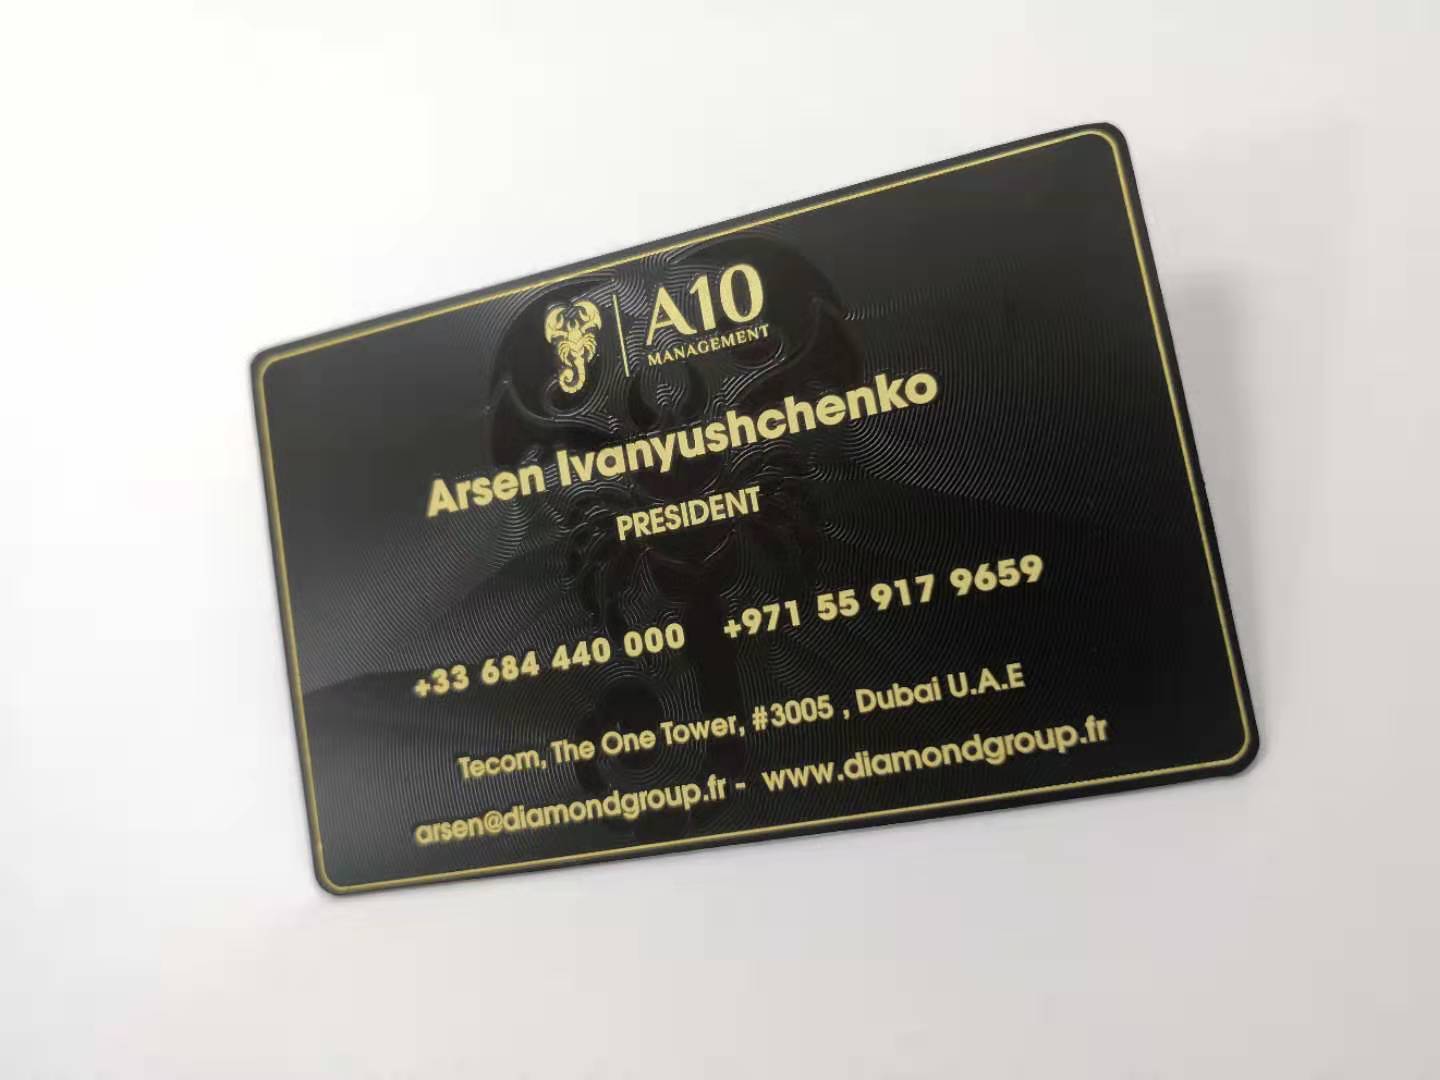 A10
MANAGEMENT
Arsen Ivanyushchenko
PRESIDENT
+33 684 440 000 +971 55 917 9659
Tecom, The One Tower, #3005 , Dubai U.A.E
arsen@diamondgroup.fr - www.diamondgroup.fr